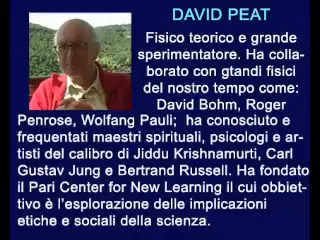 DAVID PEAT
Fisico teorico e grande
sperimentatore. Ha colla-
borato con gtandi fisici
del nostro tempo come:
David Bohm, Roger
Penrose, Wolfang Pauli;  ha conosciuto e
frequentati maestri spirituali, psicologi e ar-
tisti del calibro di Jiddu Krishnamurti, Carl
Gustav Jung e Bertrand Russell. Ha fondato
il Pari Center for New Learning il cui obbiet-
tivo è l'esplorazione delle implicazioni
etiche e sociali della scienza.